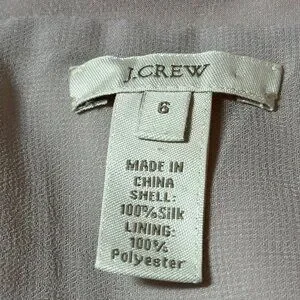 J.CREW
6
MADE IN
CHINA
SHELL:
100%Silk
LINING:
100%
Polyester